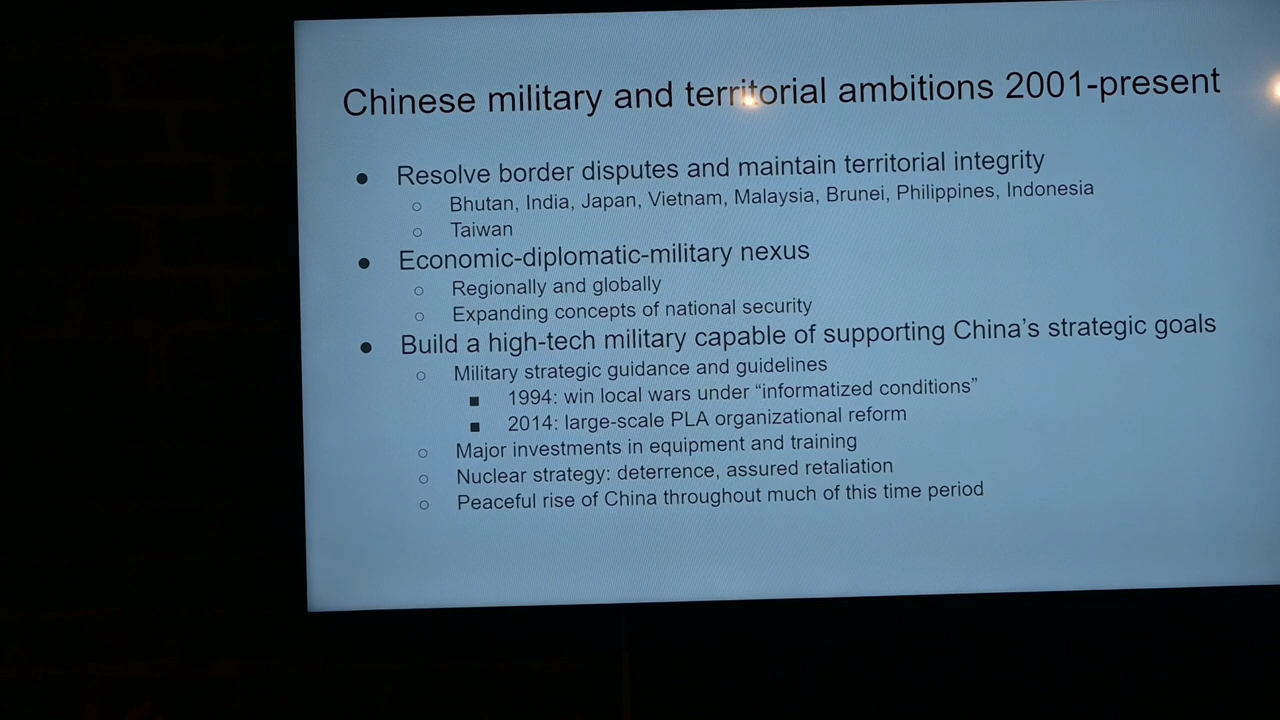 Chinese military and territorial ambitions 2001-present
● Resolve border disputes and maintain territorial integrity
○ Bhutan, India, Japan, Vietnam, Malaysia, Brunei, Philippines, Indonesia
○ Taiwan
● Economic-diplomatic-military nexus
○ Regionally and globally
○ Expanding concepts of national security
● Build a high-tech military capable of supporting China’s strategic goals
○ Military strategic guidance and guidelines
■ 1994: win local wars under “informatized conditions”
■ 2014: large-scale PLA organizational reform
○ Major investments in equipment and training
○ Nuclear strategy: deterrence, assured retaliation
○ Peaceful rise of China throughout much of this time period